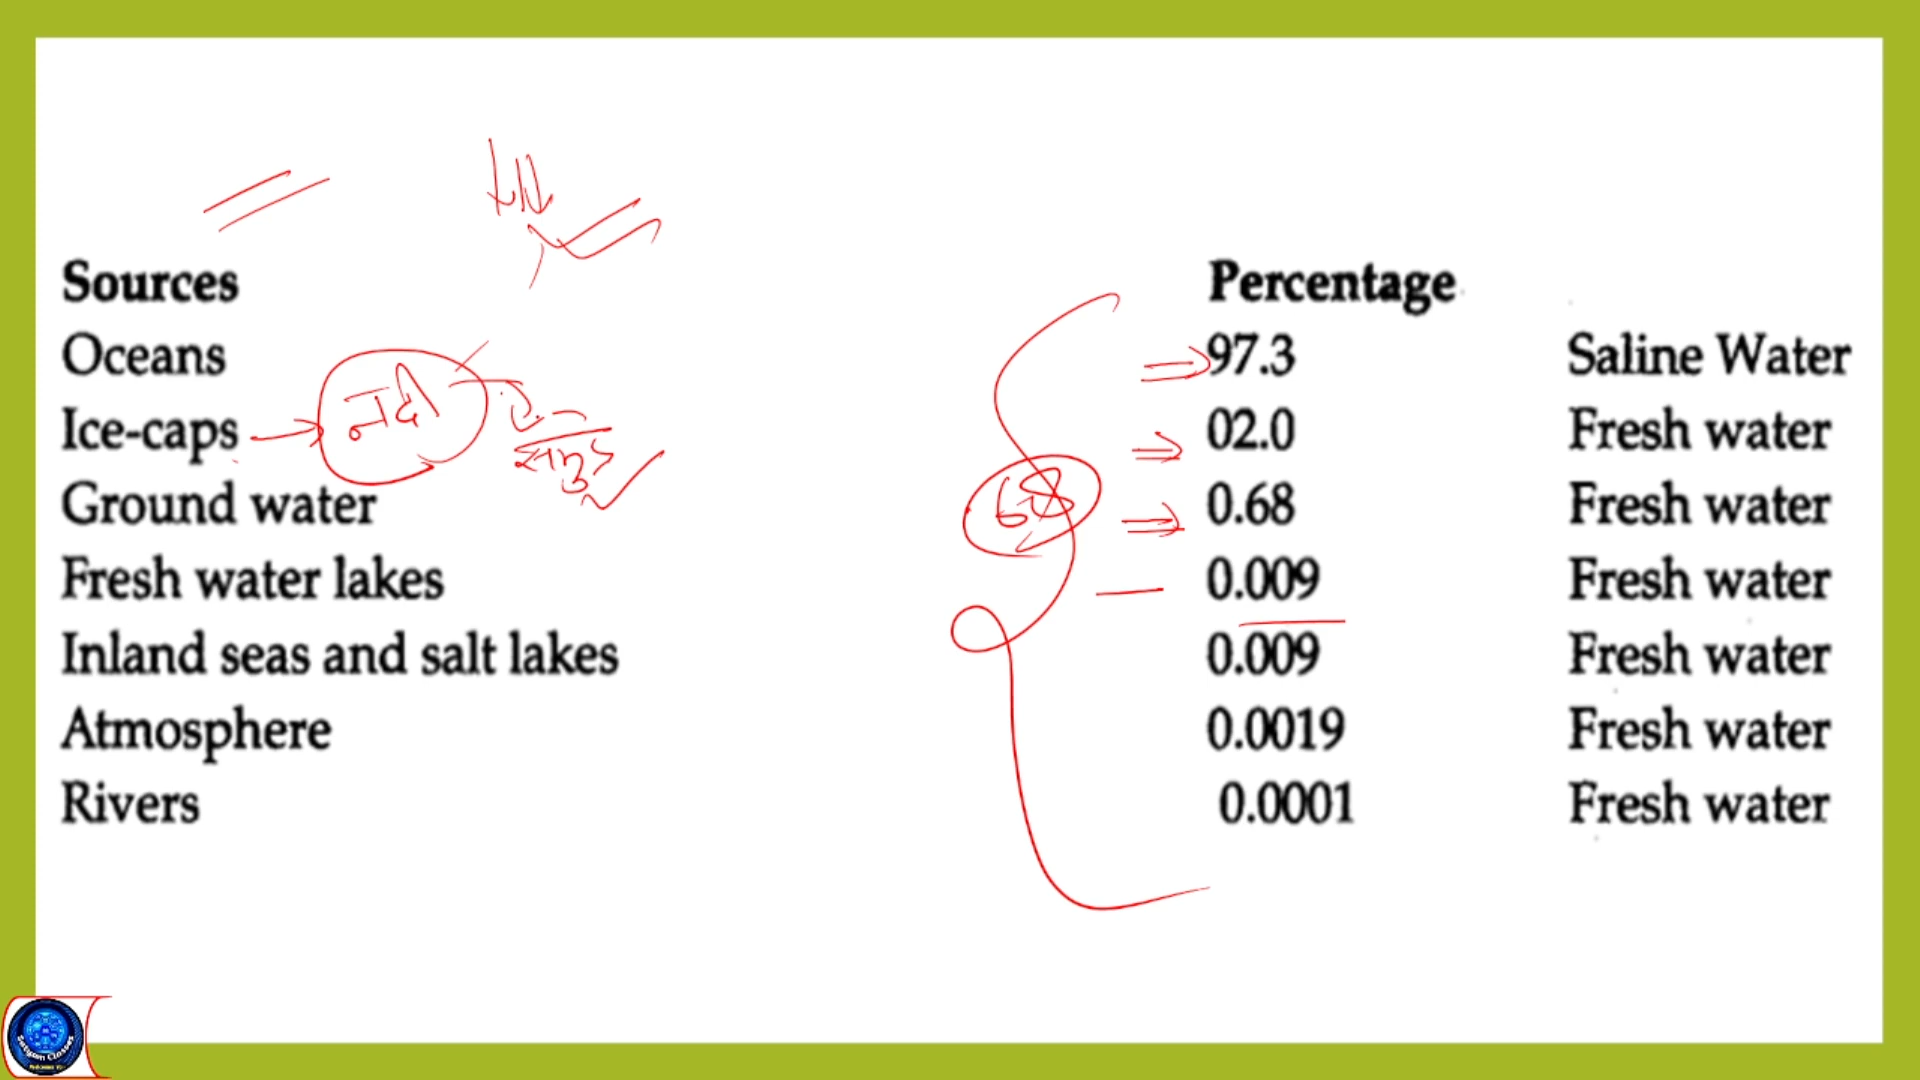 Sources Percentage
Oceans 97.3 Saline Water
Ice-caps 02.0 Fresh water
Ground water 68 0.68 Fresh water
Fresh water lakes 0.009 Fresh water
Inland seas and salt lakes 0.009 Fresh water
Atmosphere 0.0019 Fresh water
Rivers 0.0001 Fresh water